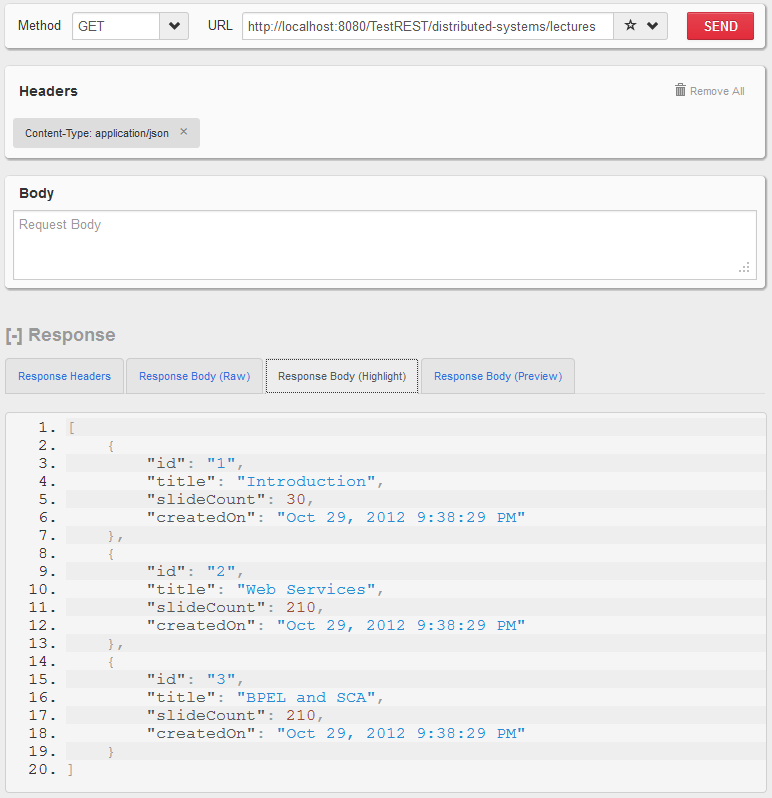 Method GET URL http://localhost:8080/TestREST/distributed-systems/lectures SEND
Headers Remove All
Content-Type: application/json ×
Body
Request Body
[-] Response
Response Headers Response Body (Raw) Response Body (Highlight) Response Body (Preview)
1. [
2. {
3. "id": "1",
4. "title": "Introduction",
5. "slideCount": 30,
6. "createdOn": "Oct 29, 2012 9:38:29 PM"
7. },
8. {
9. "id": "2",
10. "title": "Web Services",
11. "slideCount": 210,
12. "createdOn": "Oct 29, 2012 9:38:29 PM"
13. },
14. {
15. "id": "3",
16. "title": "BPEL and SCA",
17. "slideCount": 210,
18. "createdOn": "Oct 29, 2012 9:38:29 PM"
19. }
20. ]